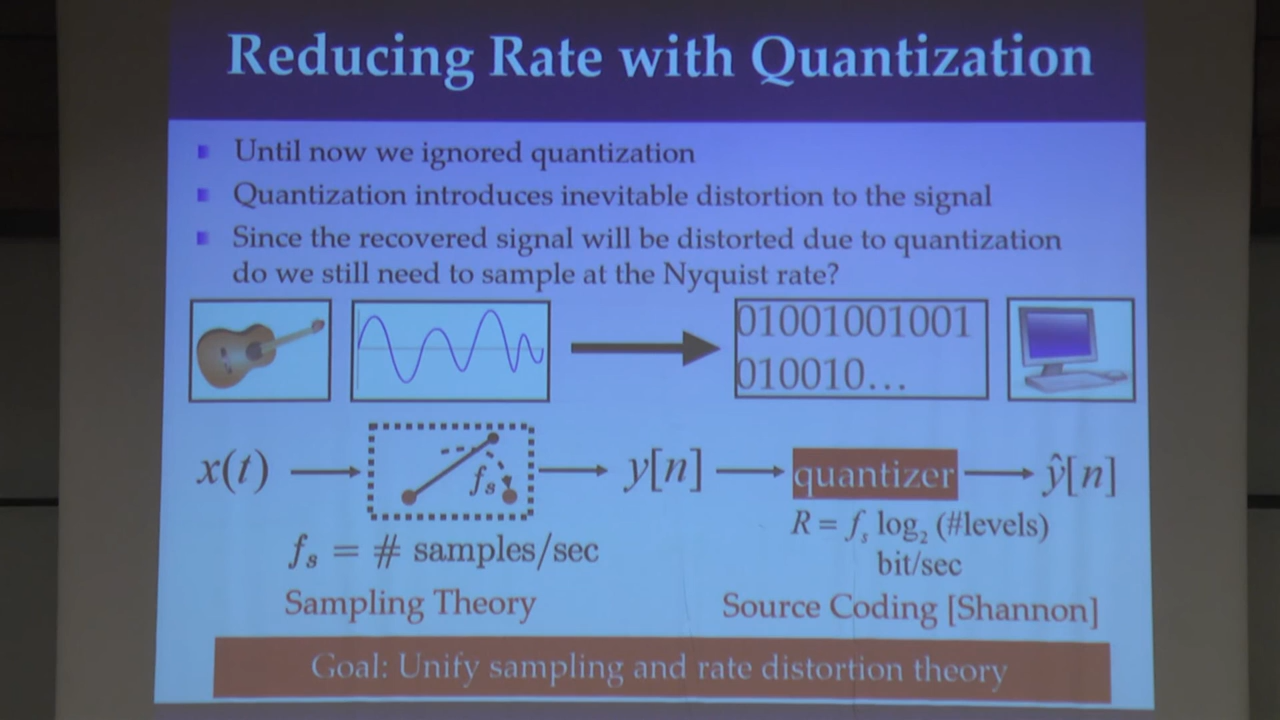 Reducing Rate with Quantization
Until now we ignored quantization
Quantization introduces inevitable distortion to the signal
Since the recovered signal will be distorted due to quantization
do we still need to sample at the Nyquist rate?
01001001001
010010...
x(t)
fₛ
y[n]
quantizer
ŷ[n]
R = fₛ log₂ (#levels)
bit/sec
fₛ = # samples/sec
Sampling Theory
Source Coding [Shannon]
Goal: Unify sampling and rate distortion theory